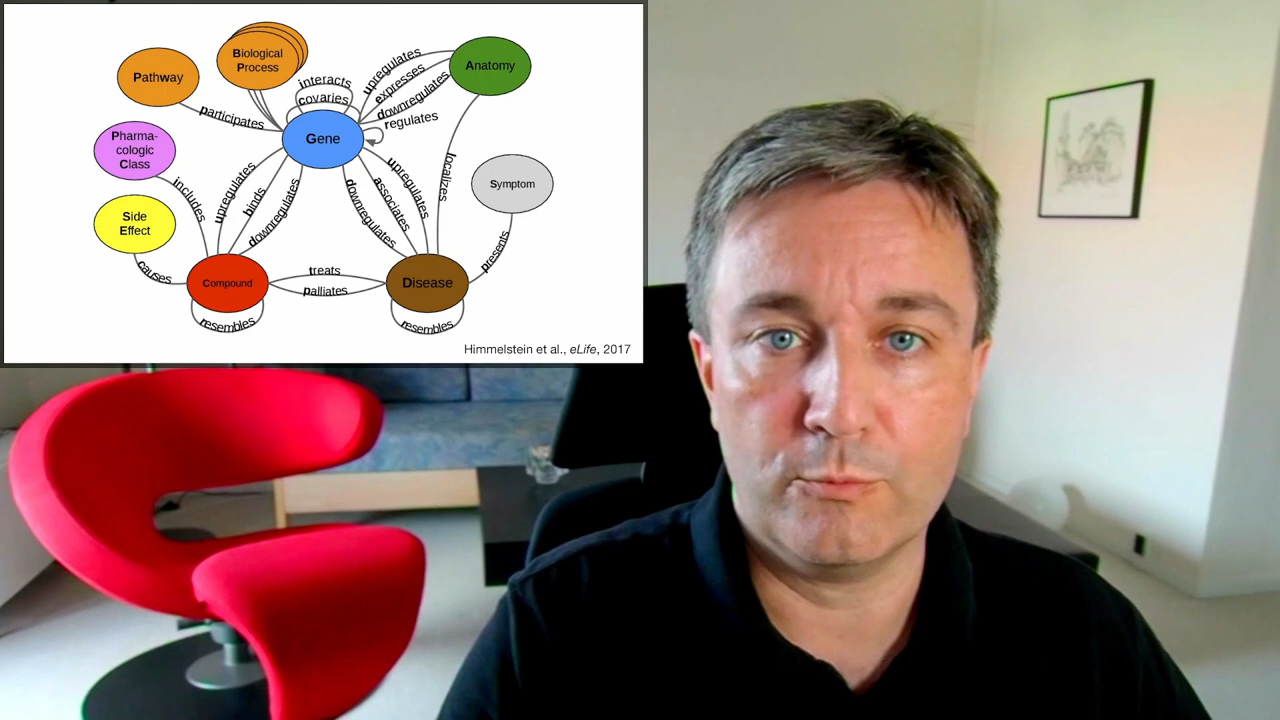 Biological
Process
Pathway
Anatomy
interacts
covaries
upregulates
expresses
downregulates
regulates
participates
Gene
Pharma-
cologic
Class
includes
upregulates
binds
downregulates
downregulates
associates
upregulates
localizes
Symptom
Side
Effect
causes
presents
Compound
treats
palliates
Disease
resembles
resembles
Himmelstein et al., eLife, 2017